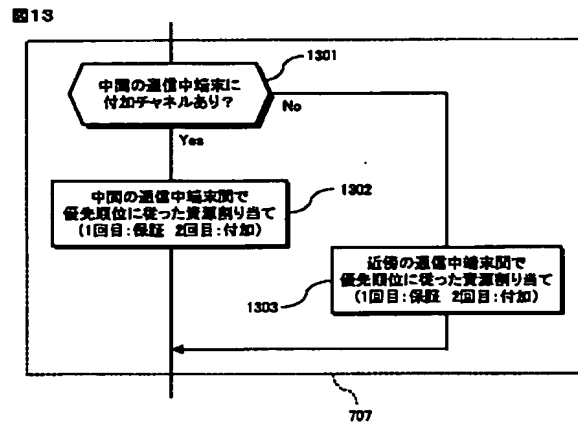 図13
1301
中間の通信中端末に
付加チャネルあり？
No
Yes
中間の通信中端末間で
優先順位に従った資源割り当て
(1回目:保証 2回目:付加)
1302
近傍の通信中端末間で
優先順位に従った資源割り当て
(1回目:保証 2回目:付加)
1303
707